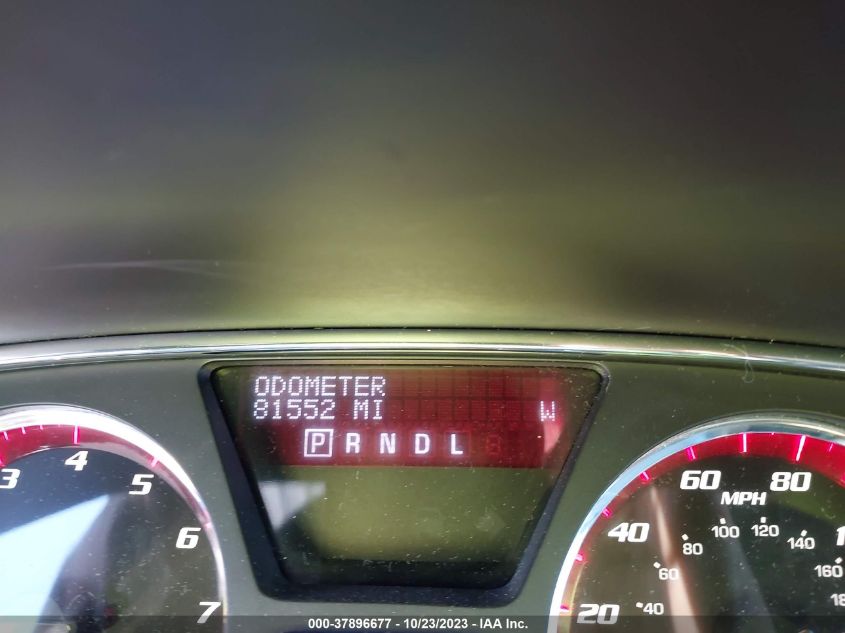 ODOMETER
81552 MI W
P R N D L
3 4 5 6 7
20 40 60 80
MPH
40 60 80 100 120 140 160
000-37896677 - 10/23/2023 - IAA Inc.